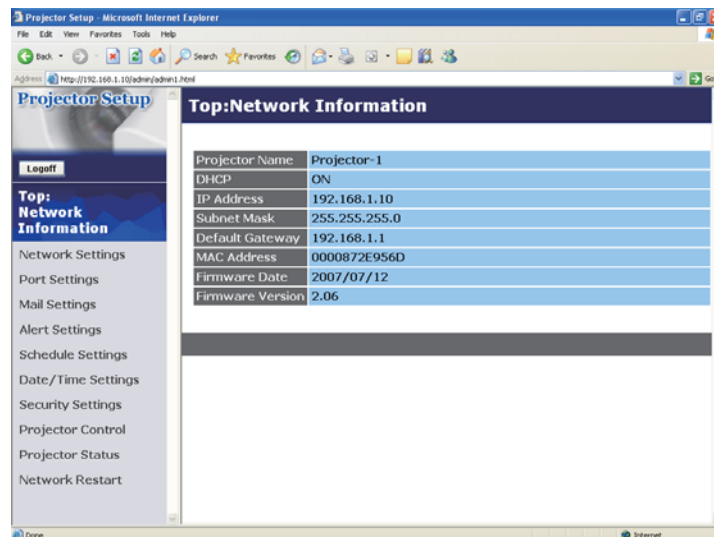 Projector Setup - Microsoft Internet Explorer
File Edit View Favorites Tools Help
Back Search Favorites
Address http://192.168.1.10/admin/admin1.html Go
Projector Setup
Logoff
Top:
Network
Information
Network Settings
Port Settings
Mail Settings
Alert Settings
Schedule Settings
Date/Time Settings
Security Settings
Projector Control
Projector Status
Network Restart
Top:Network Information
Projector Name Projector-1
DHCP ON
IP Address 192.168.1.10
Subnet Mask 255.255.255.0
Default Gateway 192.168.1.1
MAC Address 0000872E956D
Firmware Date 2007/07/12
Firmware Version 2.06
Done Internet